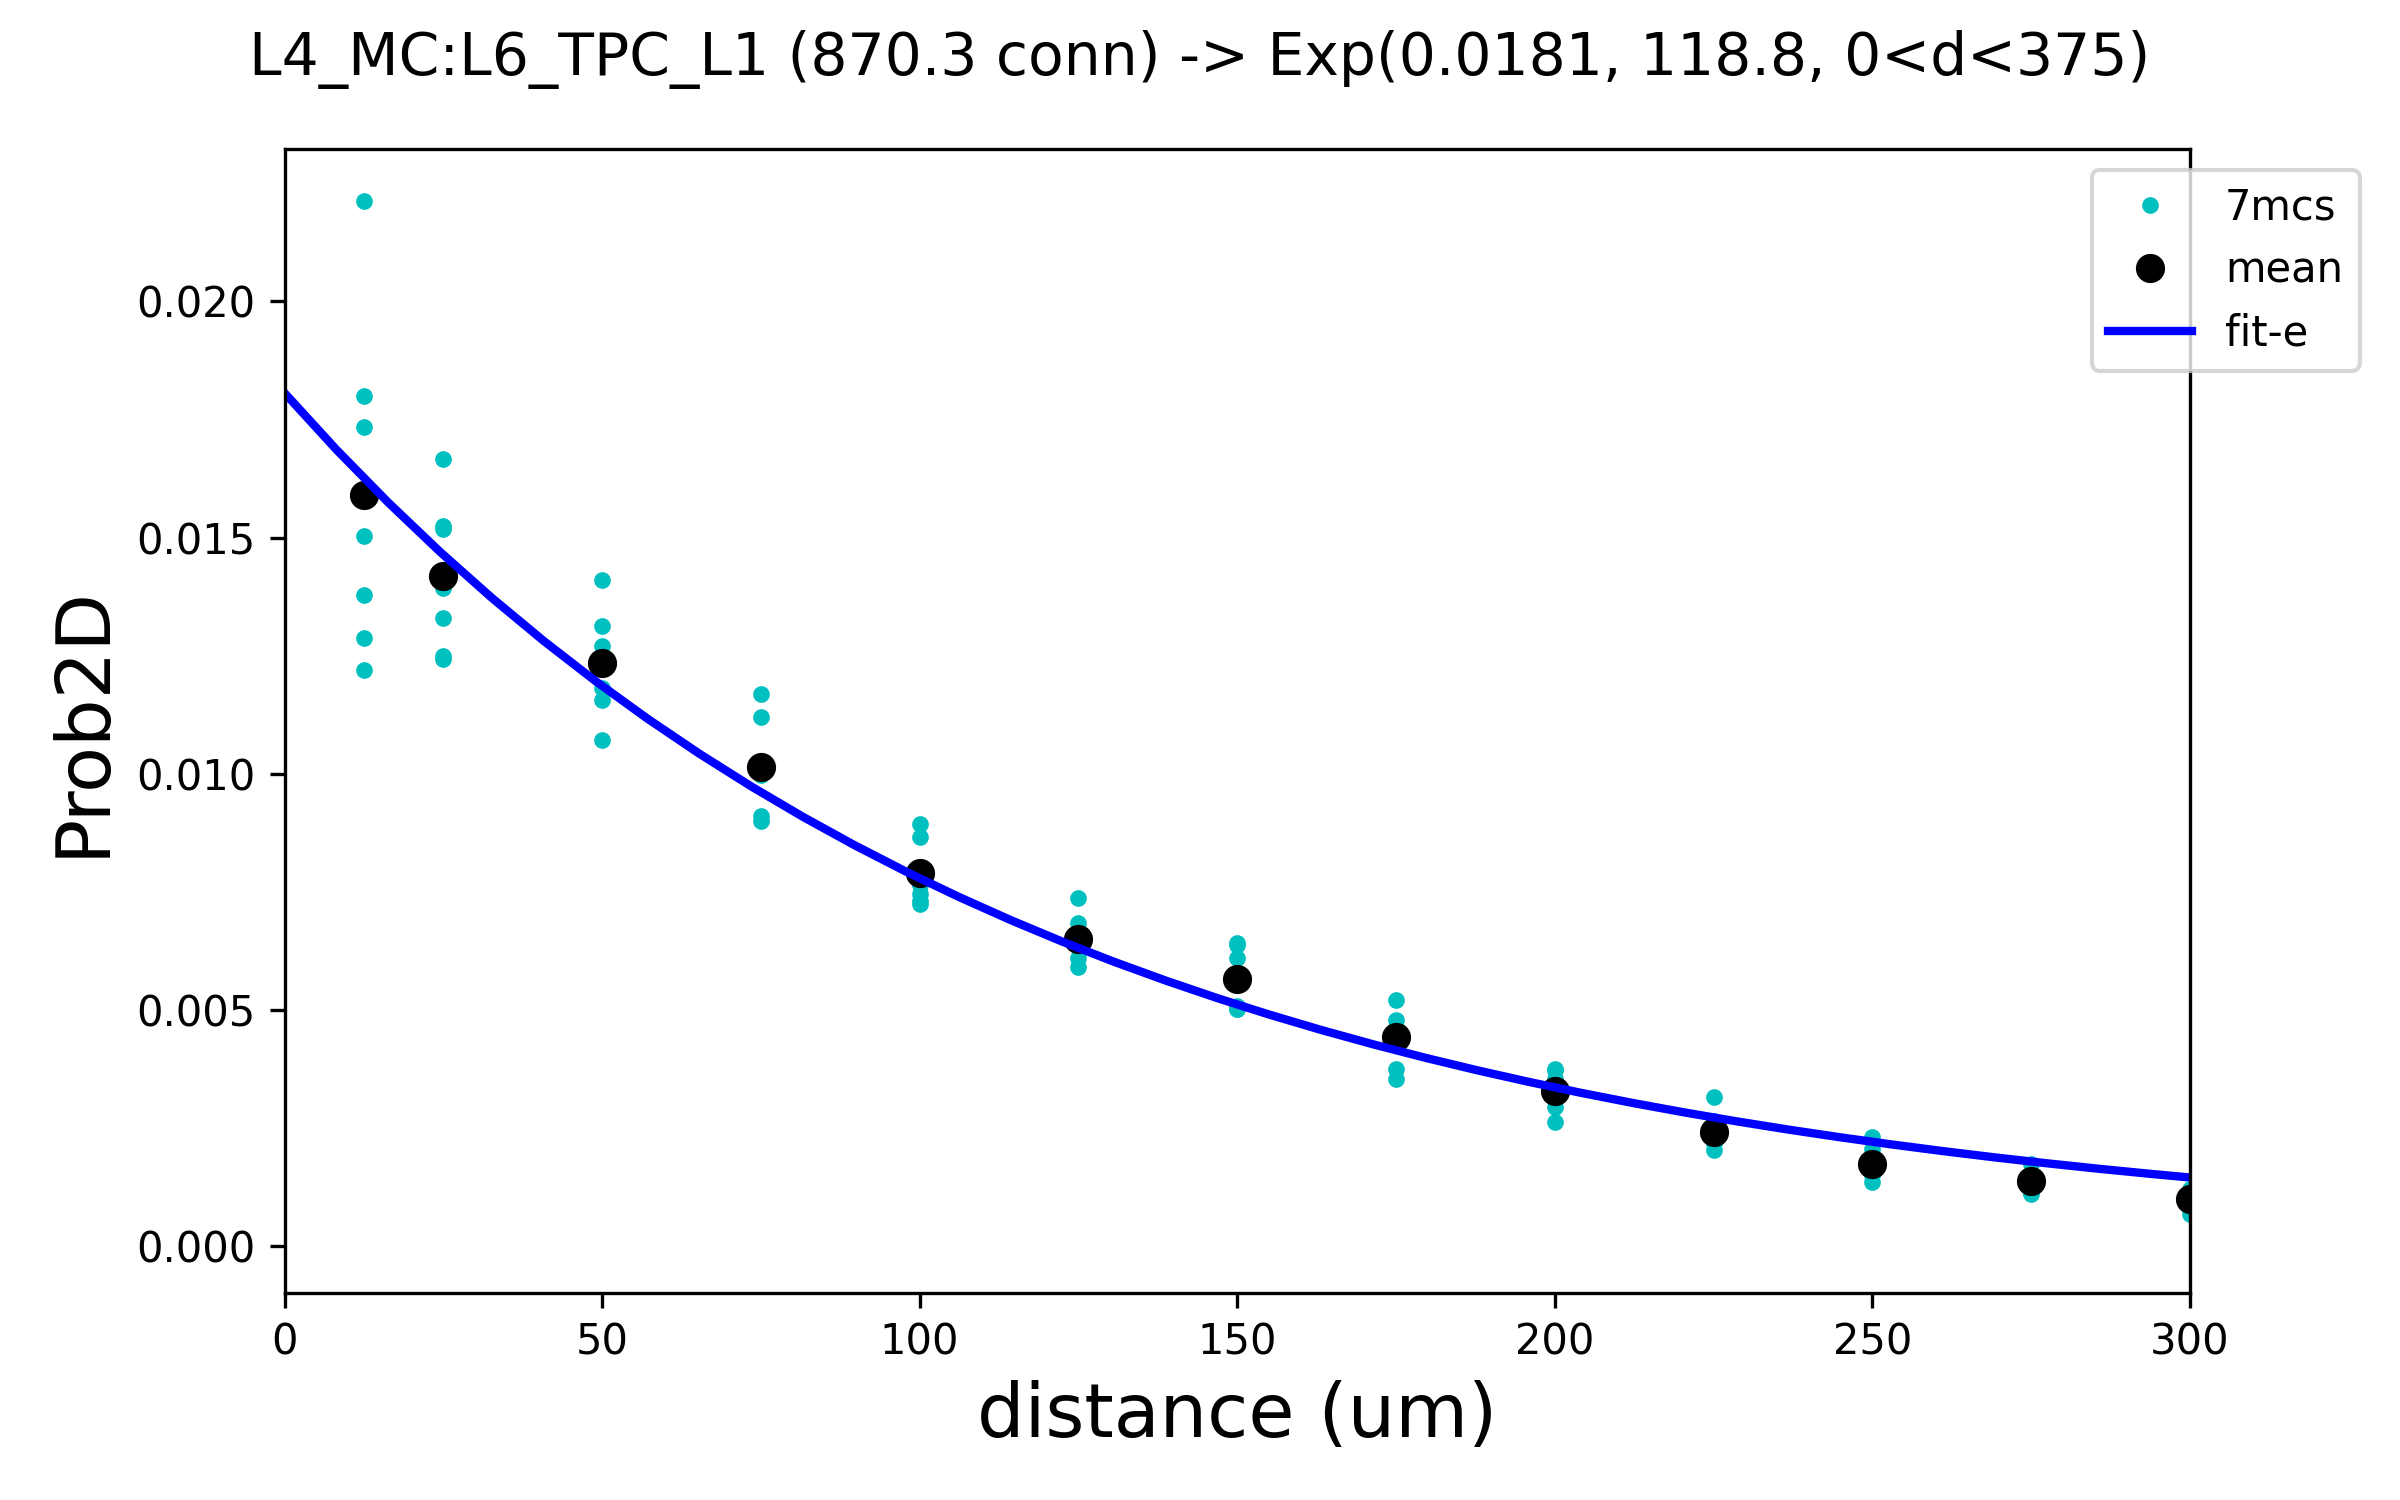 L4_MC:L6_TPC_L1 (870.3 conn) -> Exp(0.0181, 118.8, 0<d<375)
7mcs
mean
fit-e
0.020
0.015
0.010
0.005
0.000
Prob2D
0 50 100 150 200 250 300
distance (um)